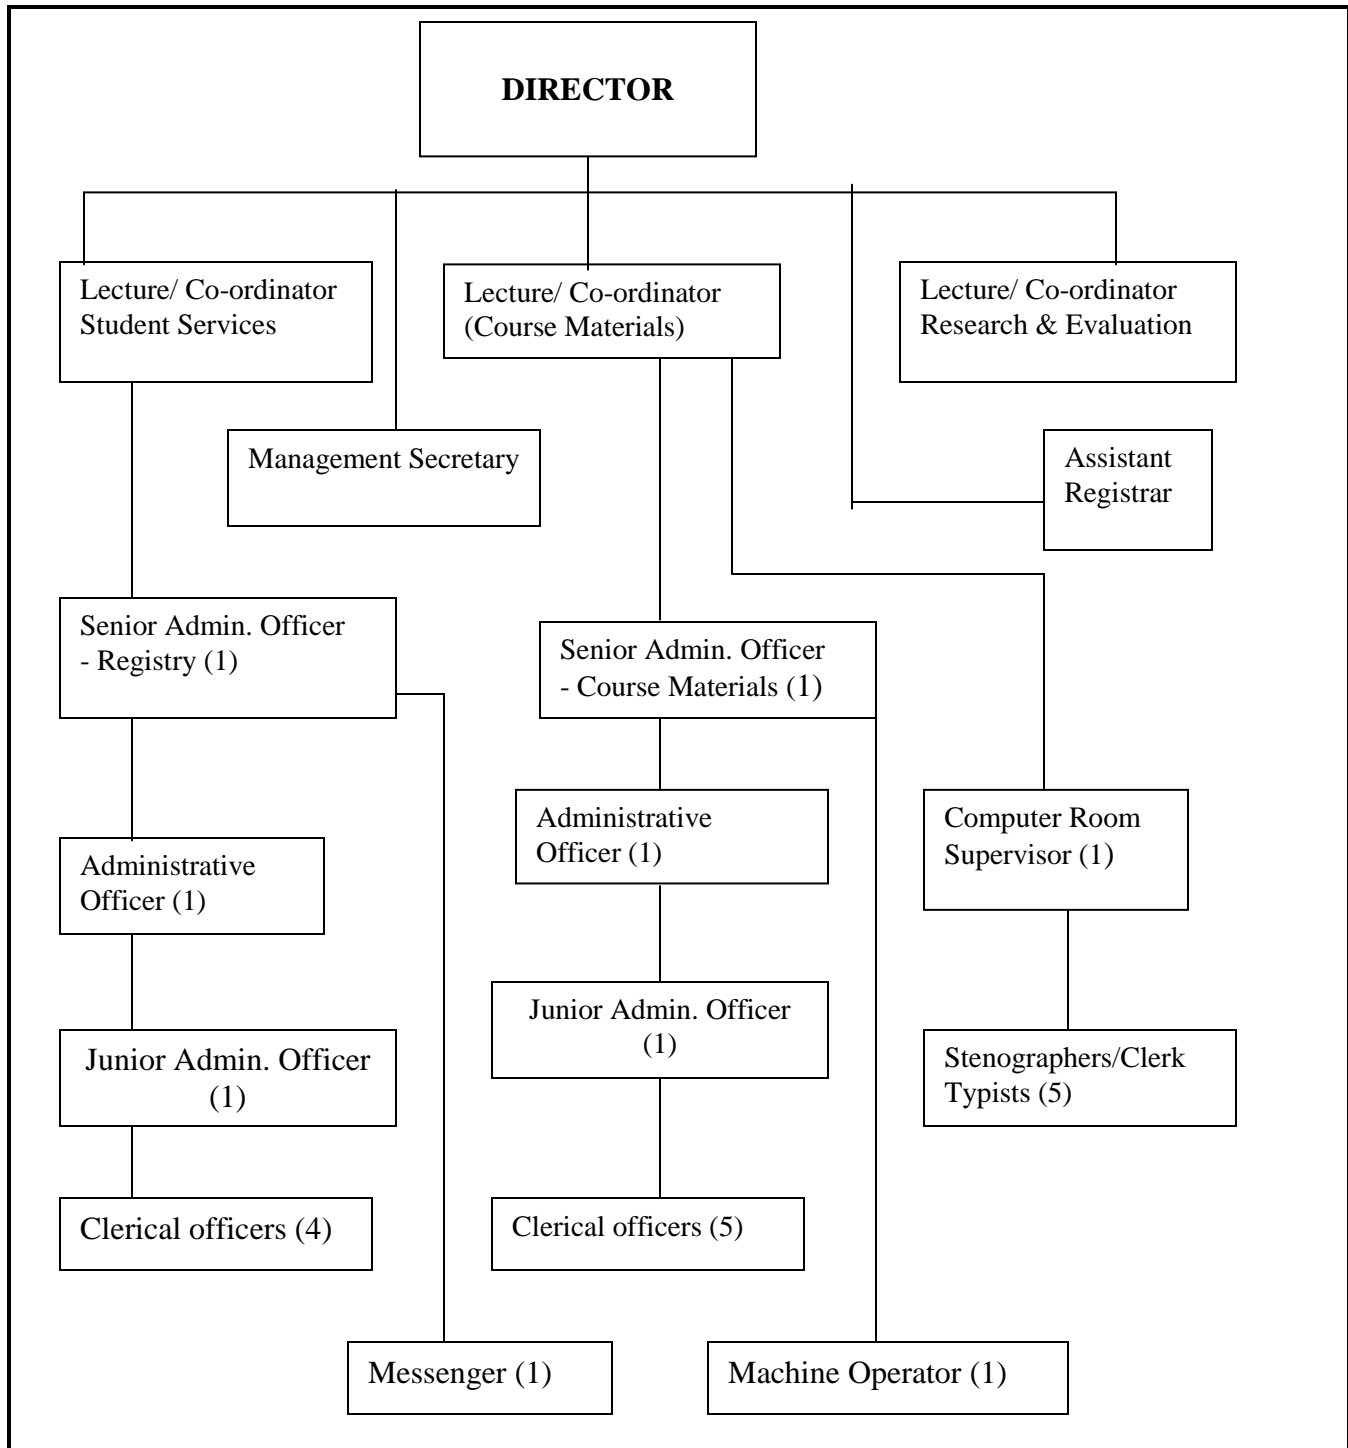 DIRECTOR
Lecture/ Co-ordinator
Student Services
Lecture/ Co-ordinator
(Course Materials)
Lecture/ Co-ordinator
Research & Evaluation
Management Secretary
Assistant
Registrar
Senior Admin. Officer
- Registry (1)
Senior Admin. Officer
- Course Materials (1)
Administrative
Officer (1)
Computer Room
Supervisor (1)
Administrative
Officer (1)
Junior Admin. Officer
(1)
Junior Admin. Officer
(1)
Stenographers/Clerk
Typists (5)
Clerical officers (4)
Clerical officers (5)
Messenger (1)
Machine Operator (1)